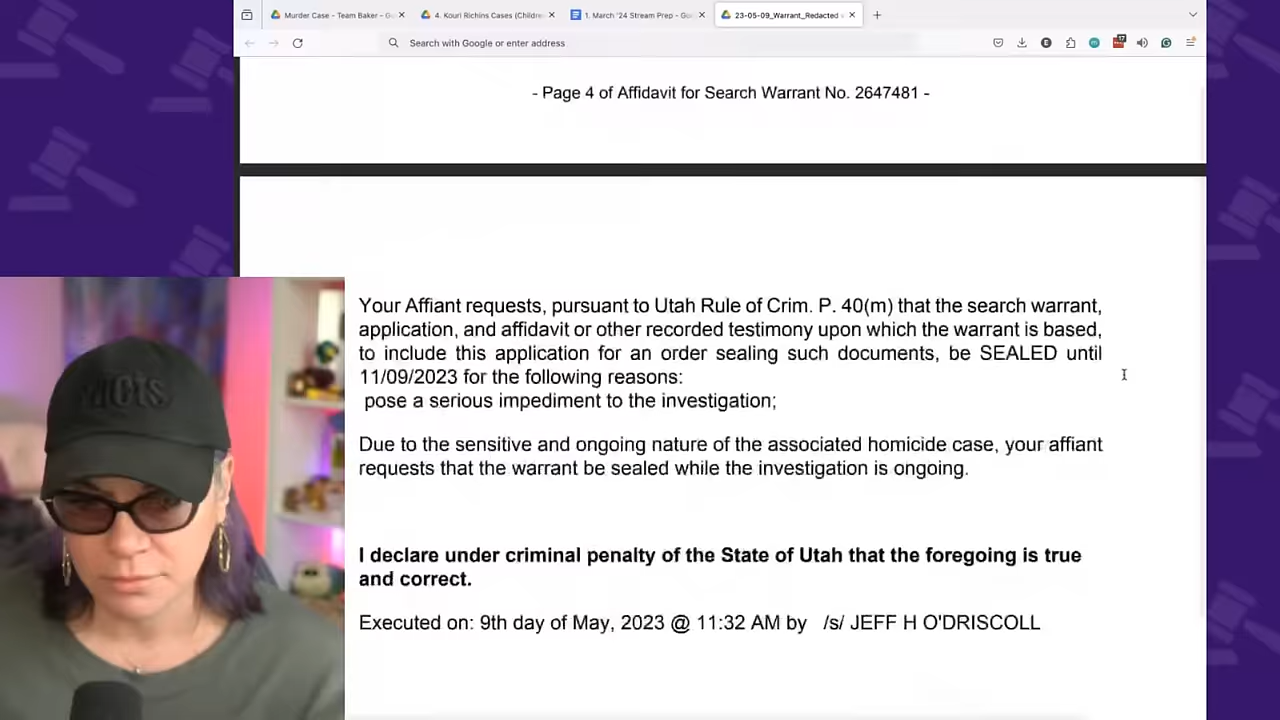 Murder Case - Team Baker - G
4. Kouri Richins Cases (Childre
1. March '24 Stream Prep - Go
23-05-09_Warrant_Redacted
Search with Google or enter address
17
- Page 4 of Affidavit for Search Warrant No. 2647481 -
Your Affiant requests, pursuant to Utah Rule of Crim. P. 40(m) that the search warrant,
application, and affidavit or other recorded testimony upon which the warrant is based,
to include this application for an order sealing such documents, be SEALED until
11/09/2023 for the following reasons:
pose a serious impediment to the investigation;
Due to the sensitive and ongoing nature of the associated homicide case, your affiant
requests that the warrant be sealed while the investigation is ongoing.
I declare under criminal penalty of the State of Utah that the foregoing is true
and correct.
Executed on: 9th day of May, 2023 @ 11:32 AM by /s/ JEFF H O'DRISCOLL